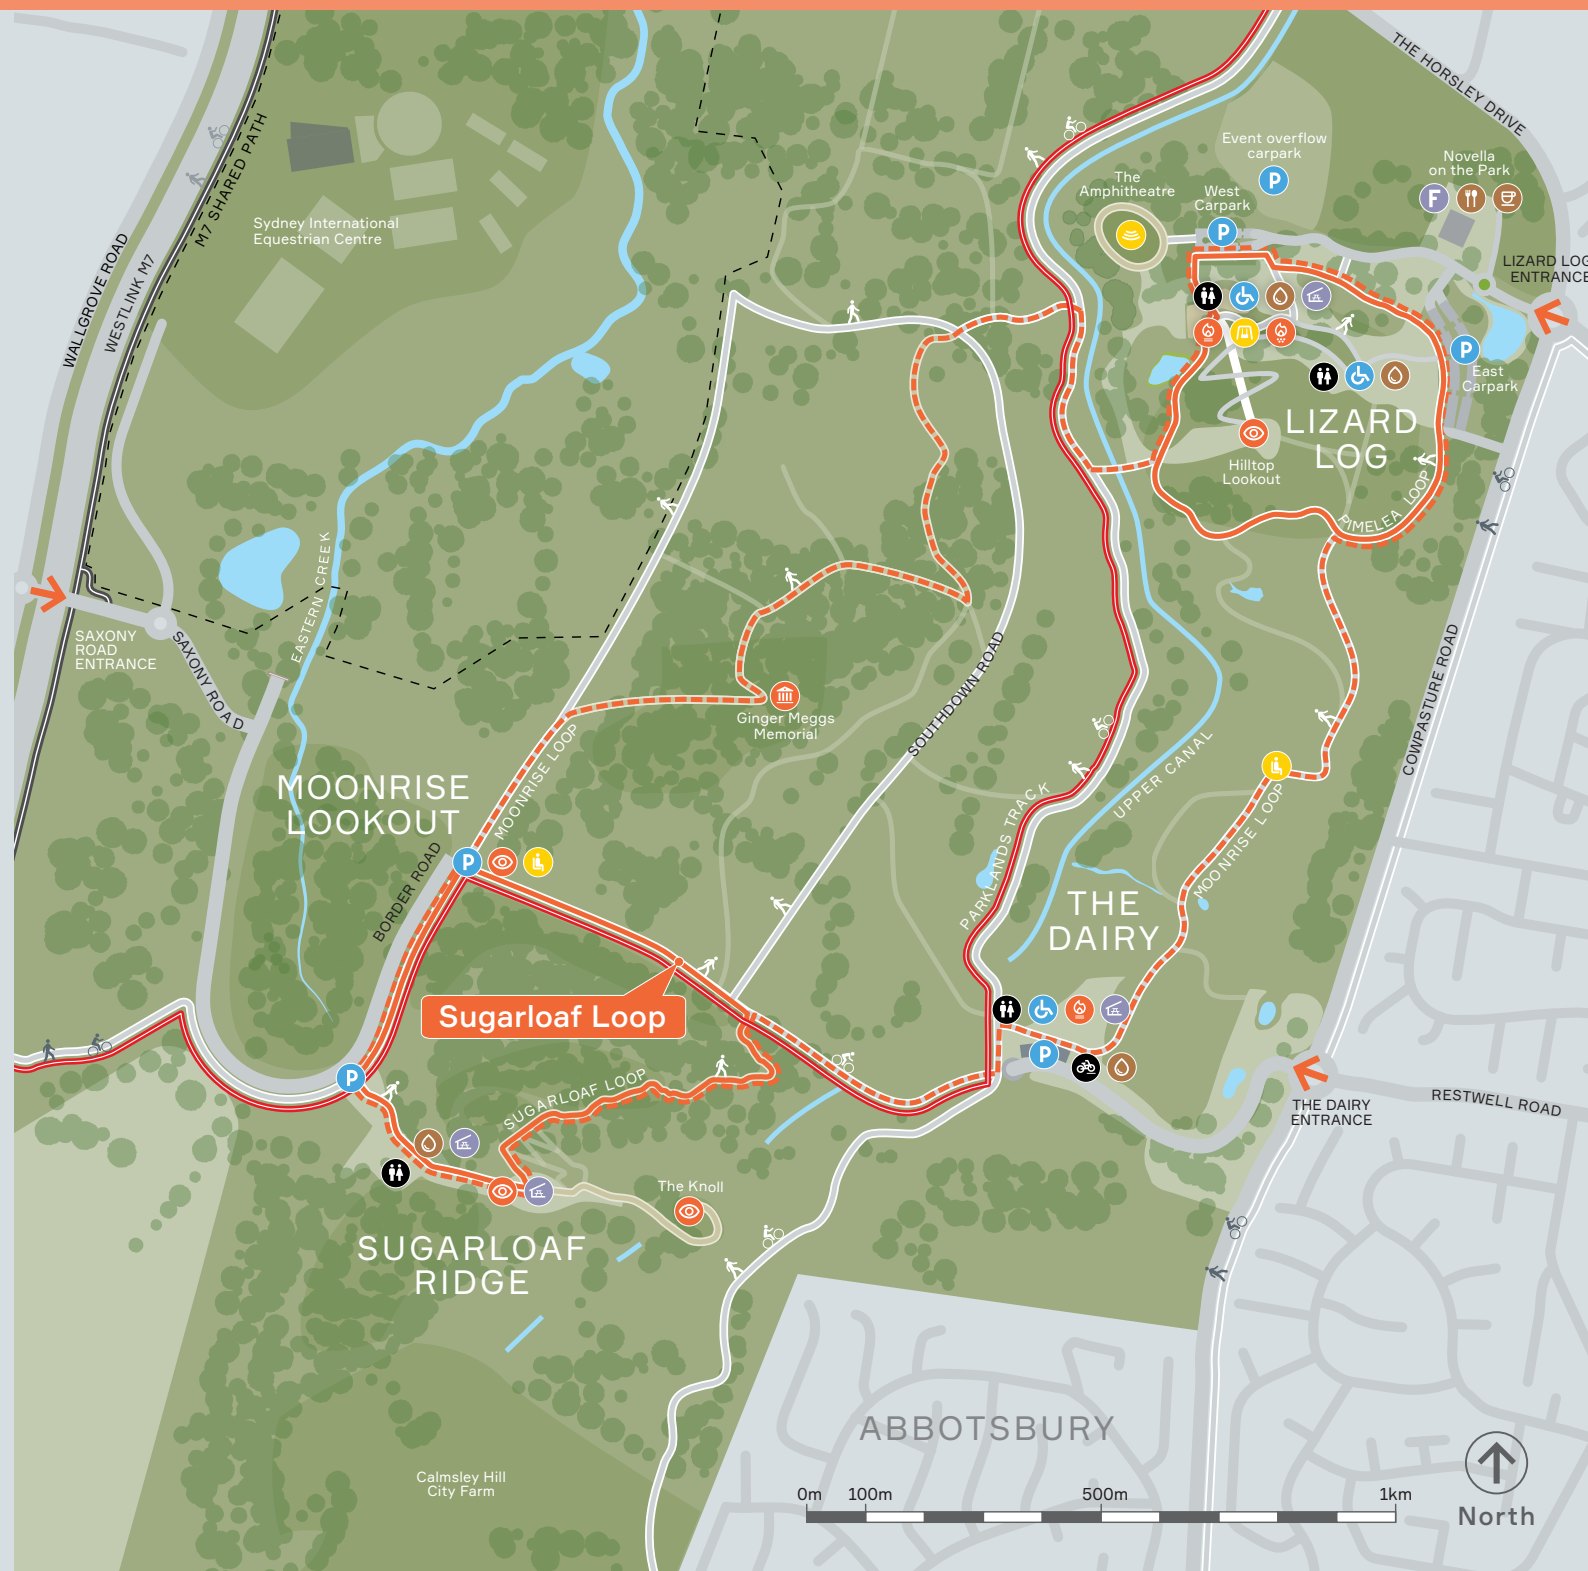 THE HORSLEY DRIVE
Event overflow
carpark
Novella
on the Park
The
Amphitheatre
West
Carpark
P
P
F
M7 SHARED PATH
Sydney International
Equestrian Centre
WALLGROVE ROAD
WESTLINK M7
LIZARD LOG
ENTRANCE
P
East
Carpark
LIZARD
LOG
Hilltop
Lookout
PIMELEA LOOP
EASTERN CREEK
SAXONY
ROAD
ENTRANCE
SAXONY ROAD
SOUTHDOWN ROAD
COWPASTURE ROAD
Ginger Meggs
Memorial
MOONRISE LOOP
MOONRISE
LOOKOUT
UPPER CANAL
PARKLANDS TRACK
MOONRISE LOOP
P
BORDER ROAD
THE
DAIRY
Sugarloaf Loop
P
P
SUGARLOAF LOOP
THE DAIRY
ENTRANCE
RESTWELL ROAD
The Knoll
SUGARLOAF
RIDGE
ABBOTSBURY
Calmsley Hill
City Farm
0m 100m 500m 1km
North